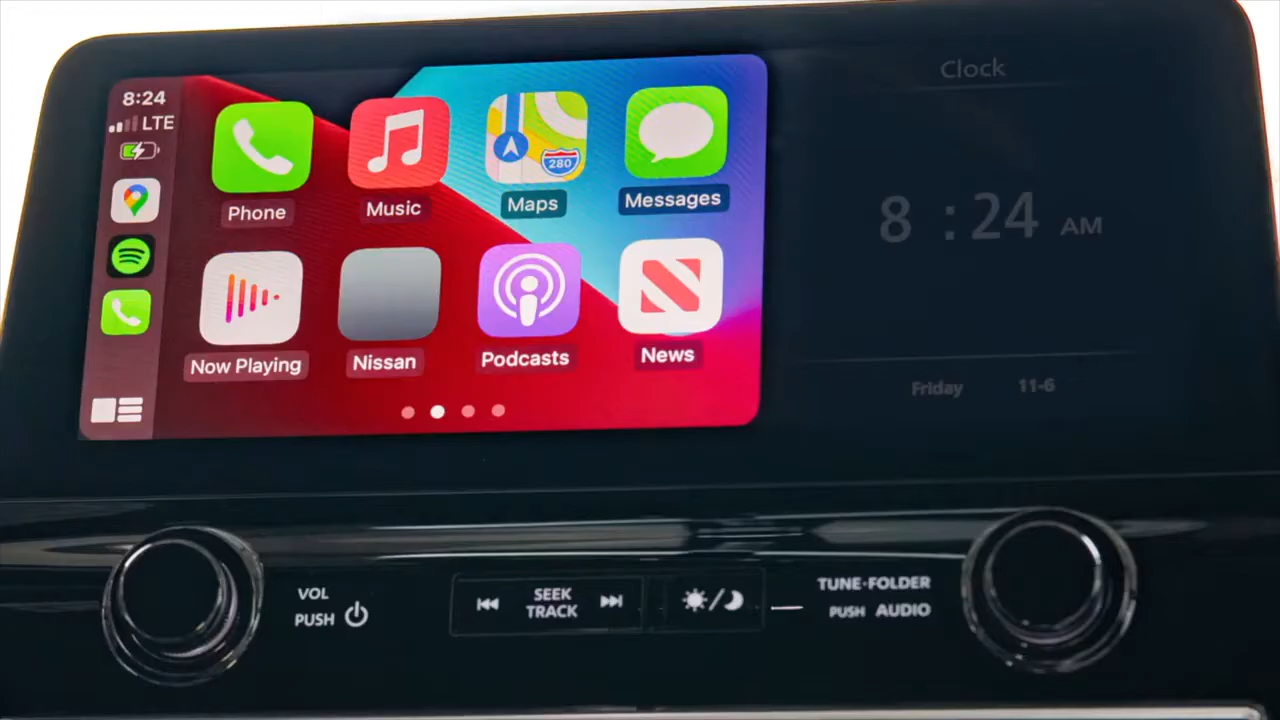 8:24
LTE
280
Phone
Music
Maps
Messages
Now Playing
Nissan
Podcasts
News
Clock
8 : 24 AM
Friday 11-6
VOL
PUSH
SEEK
TRACK
TUNE·FOLDER
PUSH AUDIO